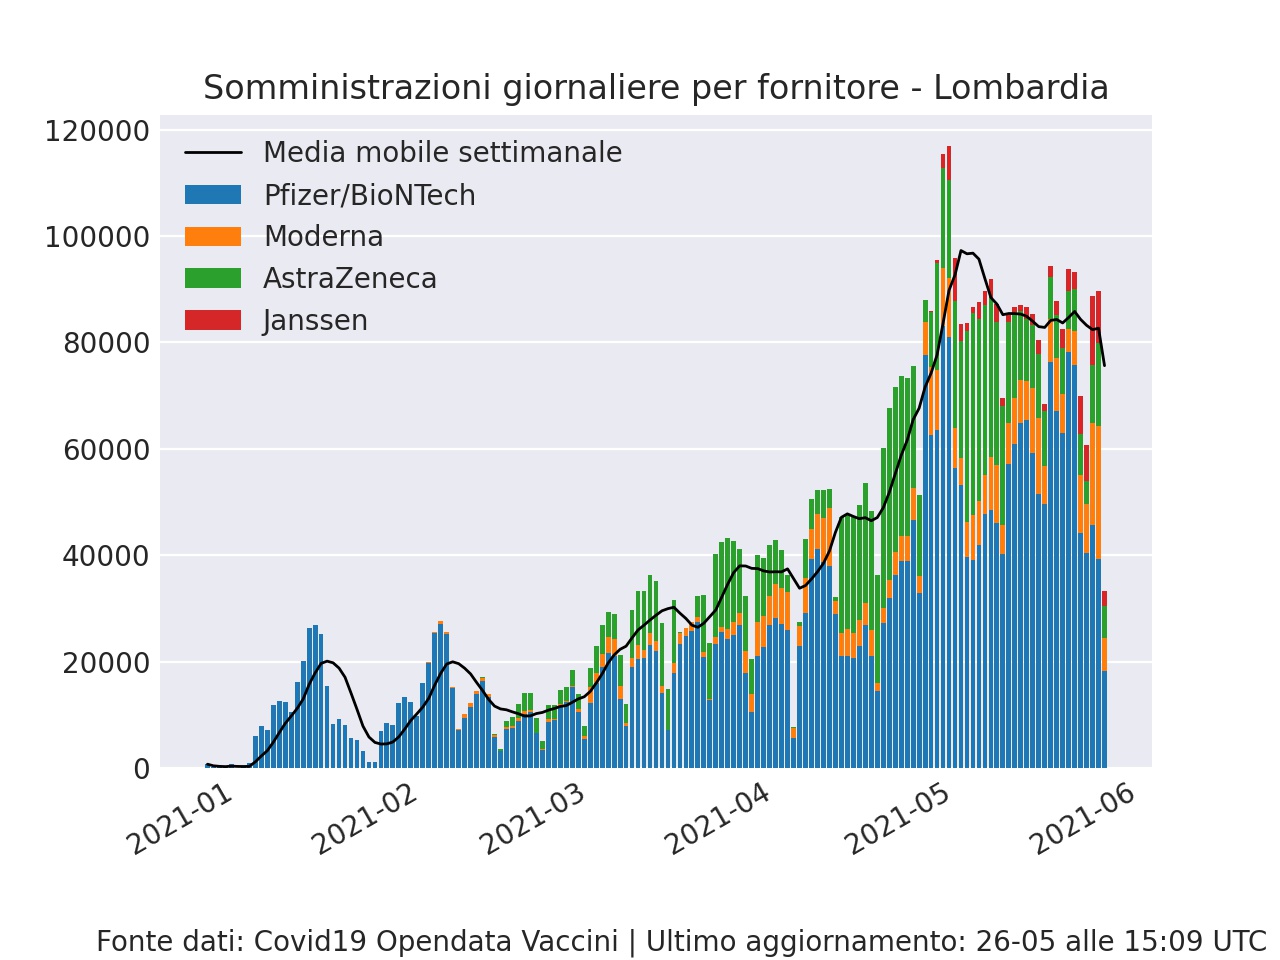 Somministrazioni giornaliere per fornitore - Lombardia
120000
100000
80000
60000
40000
20000
0
Media mobile settimanale
Pfizer/BioNTech
Moderna
AstraZeneca
Janssen
2021-01
2021-02
2021-03
2021-04
2021-05
2021-06
Fonte dati: Covid19 Opendata Vaccini | Ultimo aggiornamento: 26-05 alle 15:09 UTC